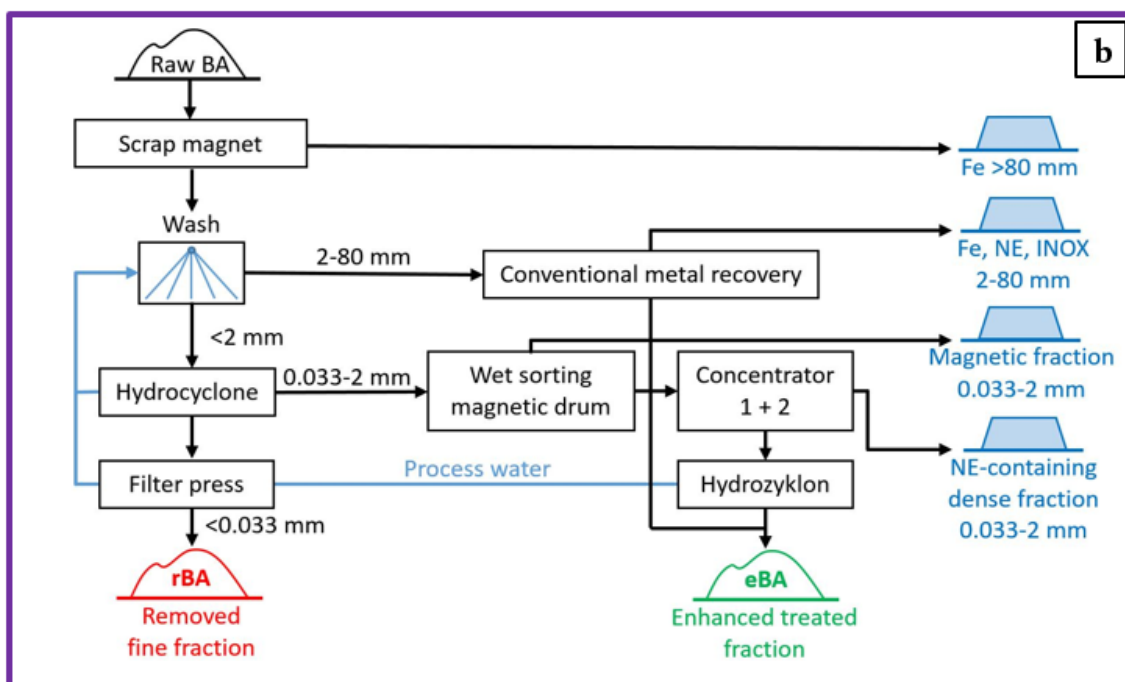 b
Raw BA
Scrap magnet
Fe >80 mm
Wash
2-80 mm
Conventional metal recovery
Fe, NE, INOX
2-80 mm
<2 mm
Hydrocyclone
0.033-2 mm
Wet sorting
magnetic drum
Concentrator
1 + 2
Magnetic fraction
0.033-2 mm
Filter press
Process water
Hydrozyklon
NE-containing
dense fraction
0.033-2 mm
<0.033 mm
rBA
Removed
fine fraction
eBA
Enhanced treated
fraction